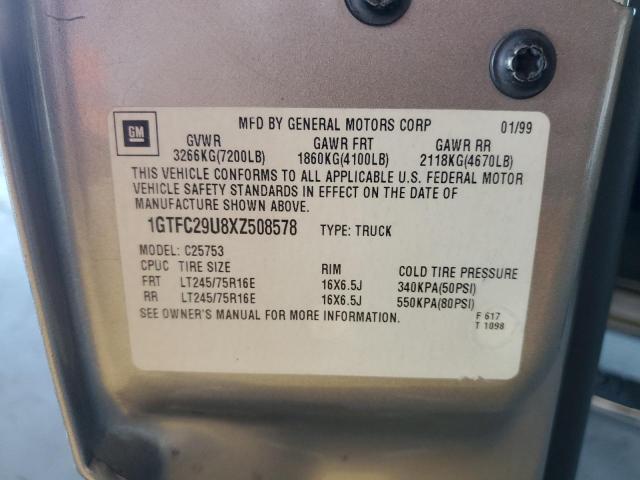 GM
MFD BY GENERAL MOTORS CORP 01/99
GVWR GAWR FRT GAWR RR
3266KG(7200LB) 1860KG(4100LB) 2118KG(4670LB)
THIS VEHICLE CONFORMS TO ALL APPLICABLE U.S. FEDERAL MOTOR
VEHICLE SAFETY STANDARDS IN EFFECT ON THE DATE OF
MANUFACTURE SHOWN ABOVE.
1GTFC29U8XZ508578 TYPE: TRUCK
MODEL: C25753
CPUC TIRE SIZE RIM COLD TIRE PRESSURE
FRT LT245/75R16E 16X6.5J 340KPA(50PSI)
RR LT245/75R16E 16X6.5J 550KPA(80PSI)
SEE OWNER'S MANUAL FOR MORE INFORMATION.
F 617
T 1098